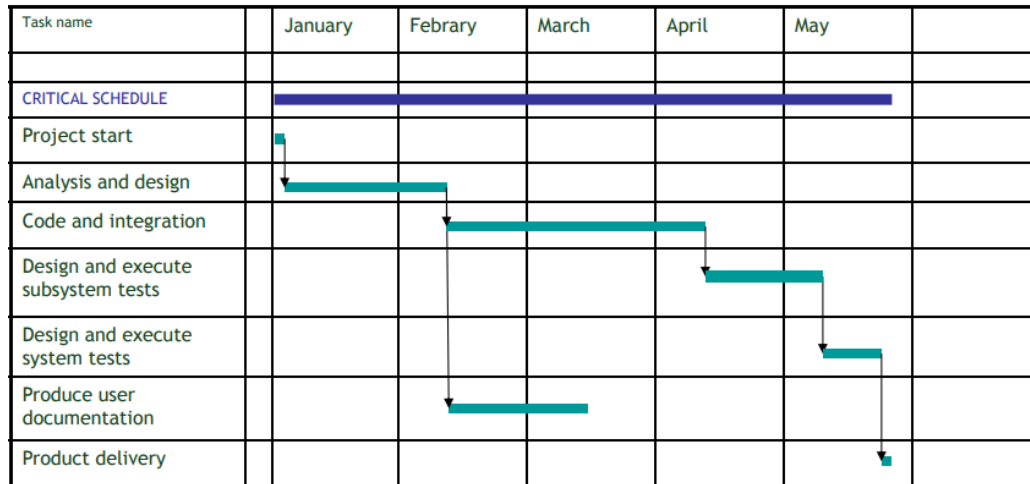 Task name
January
Febrary
March
April
May
CRITICAL SCHEDULE
Project start
Analysis and design
Code and integration
Design and execute
subsystem tests
Design and execute
system tests
Produce user
documentation
Product delivery